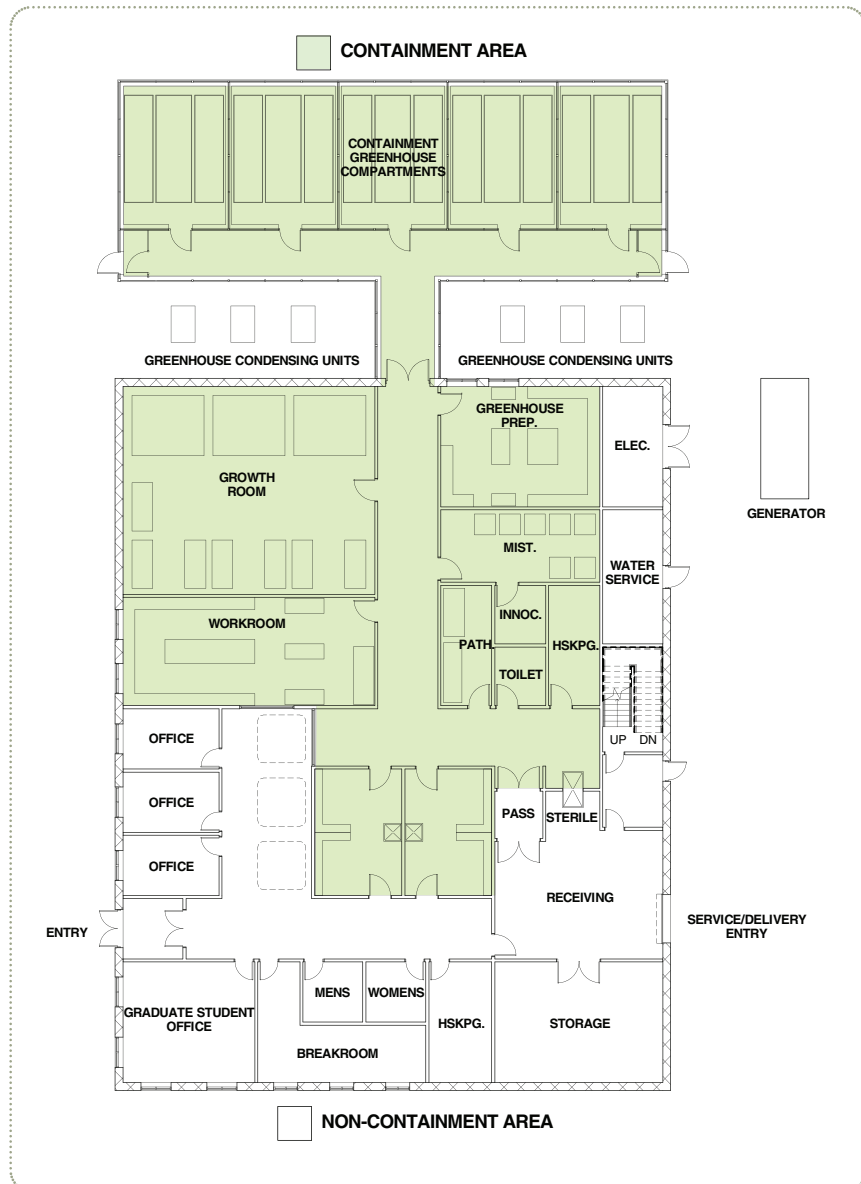 CONTAINMENT AREA
CONTAINMENT
GREENHOUSE
COMPARTMENTS
GREENHOUSE CONDENSING UNITS
GREENHOUSE CONDENSING UNITS
GREENHOUSE
PREP.
ELEC.
GROWTH
ROOM
GENERATOR
MIST.
WATER
SERVICE
INNOC.
WORKROOM
PATH.
HSKPG.
TOILET
OFFICE
UP
DN
OFFICE
PASS
STERILE
OFFICE
RECEIVING
ENTRY
SERVICE/DELIVERY
ENTRY
MENS
WOMENS
GRADUATE STUDENT
OFFICE
HSKPG.
STORAGE
BREAKROOM
NON-CONTAINMENT AREA